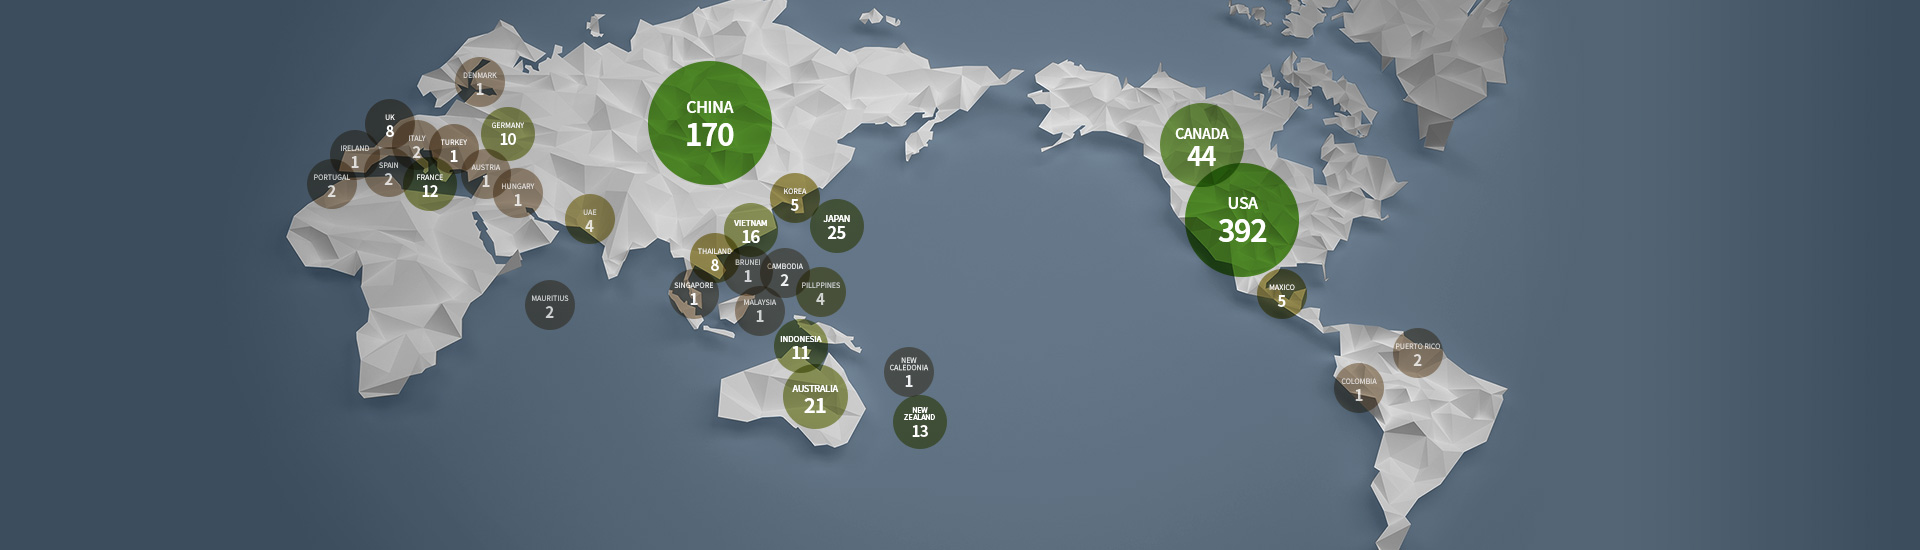 DENMARK
1
UK
8
ITALY
2
TURKEY
1
GERMANY
10
IRELAND
1
SPAIN
2
AUSTRIA
1
PORTUGAL
2
FRANCE
12
HUNGARY
1
UAE
4
MAURITIUS
2
CHINA
170
KOREA
5
JAPAN
25
VIETNAM
16
THAILAND
8
BRUNEI
1
CAMBODIA
2
SINGAPORE
1
PILLPPINES
4
MALAYSIA
1
INDONESIA
11
AUSTRALIA
21
NEW
CALEDONIA
1
NEW
ZEALAND
13
CANADA
44
USA
392
MAXICO
5
PUERTO RICO
2
COLOMBIA
1